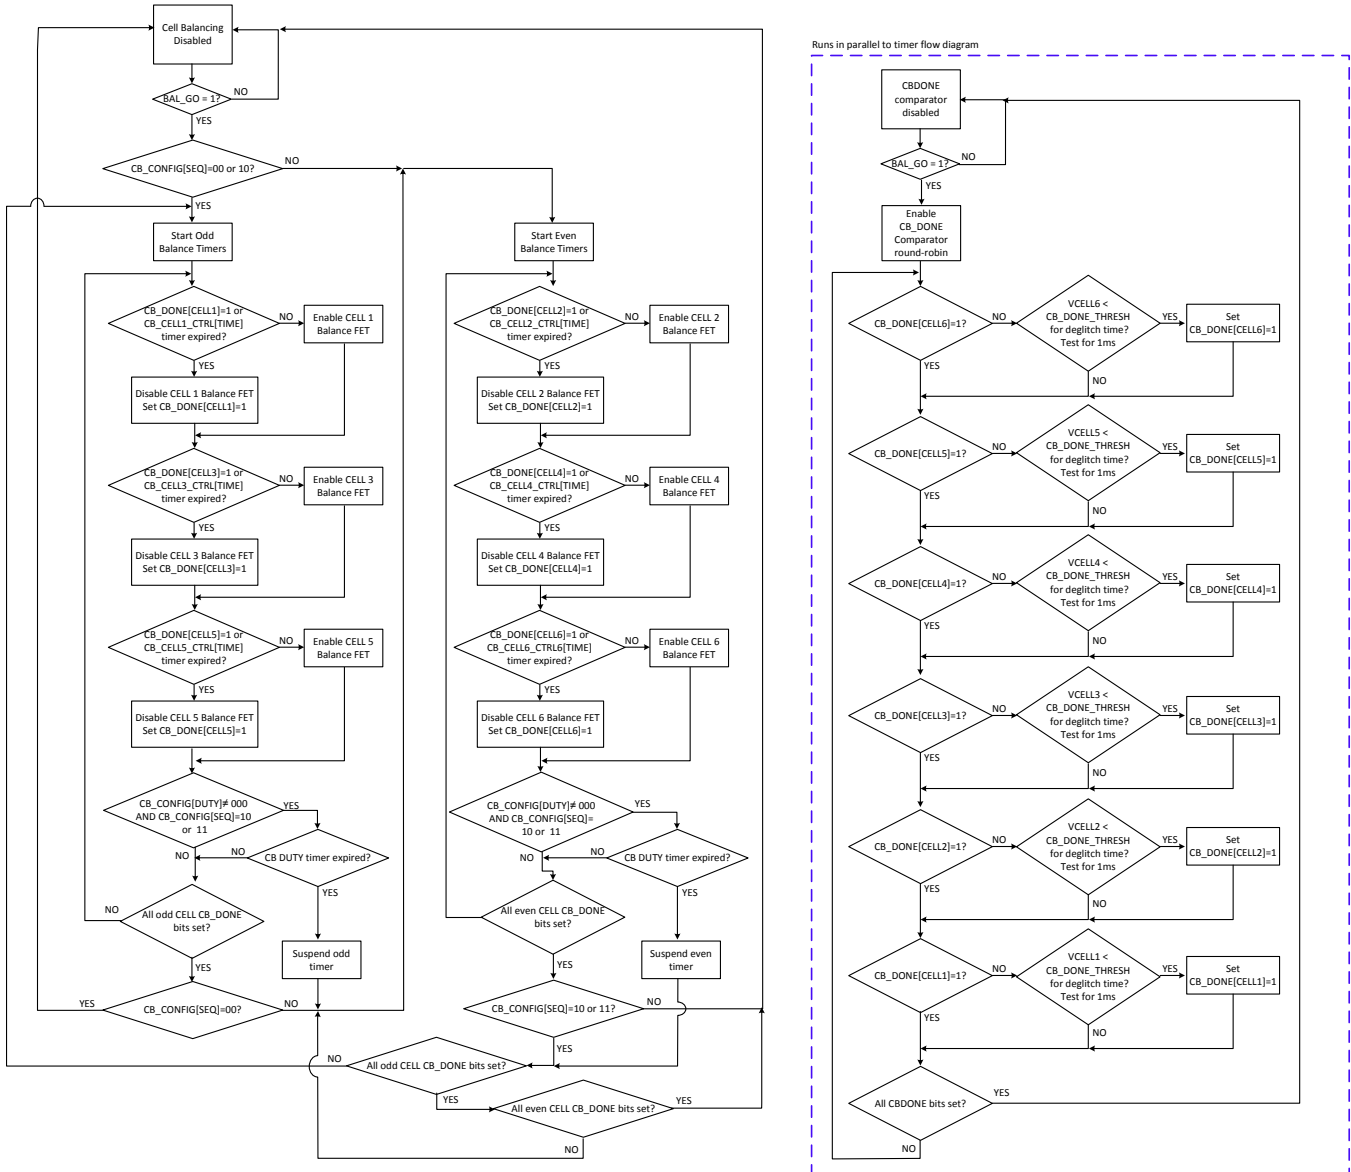 Cell Balancing
Disabled
BAL_GO = 1?
NO
YES
CB_CONFIG[SEQ]=00 or 10?
NO
YES
Start Odd
Balance Timers
CB_DONE[CELL1]=1 or
CB_CELL1_CTRL[TIME]
timer expired?
NO
Enable CELL 1
Balance FET
YES
Disable CELL 1 Balance FET
Set CB_DONE[CELL1]=1
CB_DONE[CELL3]=1 or
CB_CELL3_CTRL[TIME]
timer expired?
NO
Enable CELL 3
Balance FET
YES
Disable CELL 3 Balance FET
Set CB_DONE[CELL3]=1
CB_DONE[CELL5]=1 or
CB_CELL5_CTRL[TIME]
timer expired?
NO
Enable CELL 5
Balance FET
YES
Disable CELL 5 Balance FET
Set CB_DONE[CELL5]=1
CB_CONFIG[DUTY]≠ 000
AND CB_CONFIG[SEQ]=10
or 11
YES
NO
NO
CB DUTY timer expired?
YES
NO
All odd CELL CB_DONE
bits set?
Suspend odd
timer
YES
YES
CB_CONFIG[SEQ]=00?
NO
Start Even
Balance Timers
CB_DONE[CELL2]=1 or
CB_CELL2_CTRL[TIME]
timer expired?
NO
Enable CELL 2
Balance FET
YES
Disable CELL 2 Balance FET
Set CB_DONE[CELL2]=1
CB_DONE[CELL4]=1 or
CB_CELL4_CTRL[TIME]
timer expired?
NO
Enable CELL 4
Balance FET
YES
Disable CELL 4 Balance FET
Set CB_DONE[CELL4]=1
CB_DONE[CELL6]=1 or
CB_CELL6_CTRL6[TIME]
timer expired?
NO
Enable CELL 6
Balance FET
YES
Disable CELL 6 Balance FET
Set CB_DONE[CELL6]=1
CB_CONFIG[DUTY]≠ 000
AND CB_CONFIG[SEQ]=
10 or 11
YES
NO
NO
CB DUTY timer expired?
YES
NO
All even CELL CB_DONE
bits set?
Suspend even
timer
YES
CB_CONFIG[SEQ]=10 or 11?
NO
YES
NO
All odd CELL CB_DONE bits set?
YES
All even CELL CB_DONE bits set?
YES
NO
Runs in parallel to timer flow diagram
CBDONE
comparator
disabled
BAL_GO = 1?
NO
YES
Enable
CB_DONE
Comparator
round-robin
CB_DONE[CELL6]=1?
NO
VCELL6 <
CB_DONE_THRESH
for deglitch time?
Test for 1ms
YES
Set
CB_DONE[CELL6]=1
YES
NO
CB_DONE[CELL5]=1?
NO
VCELL5 <
CB_DONE_THRESH
for deglitch time?
Test for 1ms
YES
Set
CB_DONE[CELL5]=1
YES
NO
CB_DONE[CELL4]=1?
NO
VCELL4 <
CB_DONE_THRESH
for deglitch time?
Test for 1ms
YES
Set
CB_DONE[CELL4]=1
YES
NO
CB_DONE[CELL3]=1?
NO
VCELL3 <
CB_DONE_THRESH
for deglitch time?
Test for 1ms
YES
Set
CB_DONE[CELL3]=1
YES
NO
CB_DONE[CELL2]=1?
NO
VCELL2 <
CB_DONE_THRESH
for deglitch time?
Test for 1ms
YES
Set
CB_DONE[CELL2]=1
YES
NO
CB_DONE[CELL1]=1?
NO
VCELL1 <
CB_DONE_THRESH
for deglitch time?
Test for 1ms
YES
Set
CB_DONE[CELL1]=1
YES
NO
All CBDONE bits set?
YES
NO